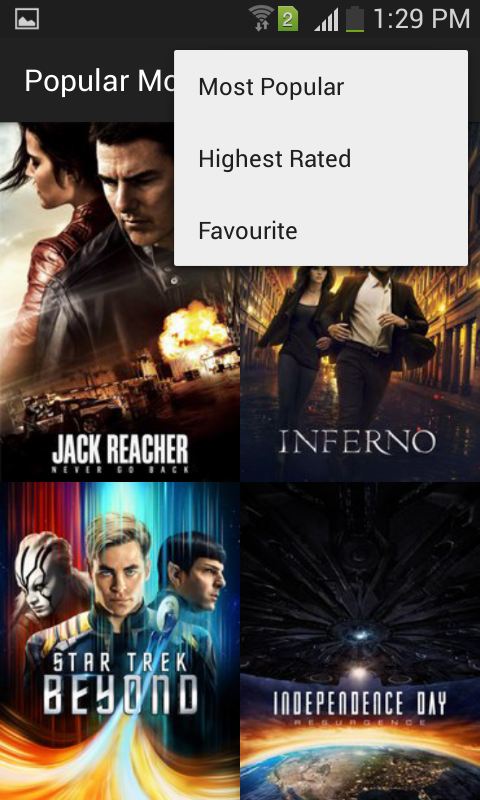 2 1:29 PM
Popular Mo
Most Popular
Highest Rated
Favourite
JACK REACHER
NEVER GO BACK
INFERNO
STAR TREK
BEYOND
INDEPENDENCE DAY
RESURGENCE